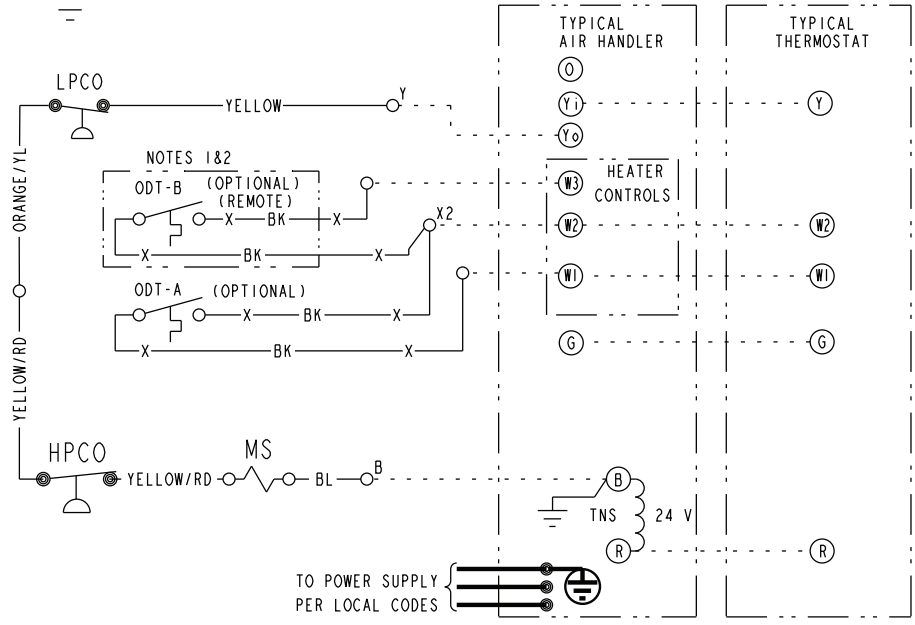 TYPICAL
AIR HANDLER
TYPICAL
THERMOSTAT
O
LPCO
YELLOW
Y
Yi
Y
Yo
ORANGE/YL
NOTES 1&2
ODT-B
(OPTIONAL)
(REMOTE)
X
BK
X
HEATER
CONTROLS
W3
X2
W2
W2
X
BK
X
W1
W1
ODT-A
(OPTIONAL)
X
BK
X
X
BK
X
G
G
YELLOW/RD
HPCO
YELLOW/RD
MS
BL
B
B
TNS
24 V
R
R
TO POWER SUPPLY
PER LOCAL CODES